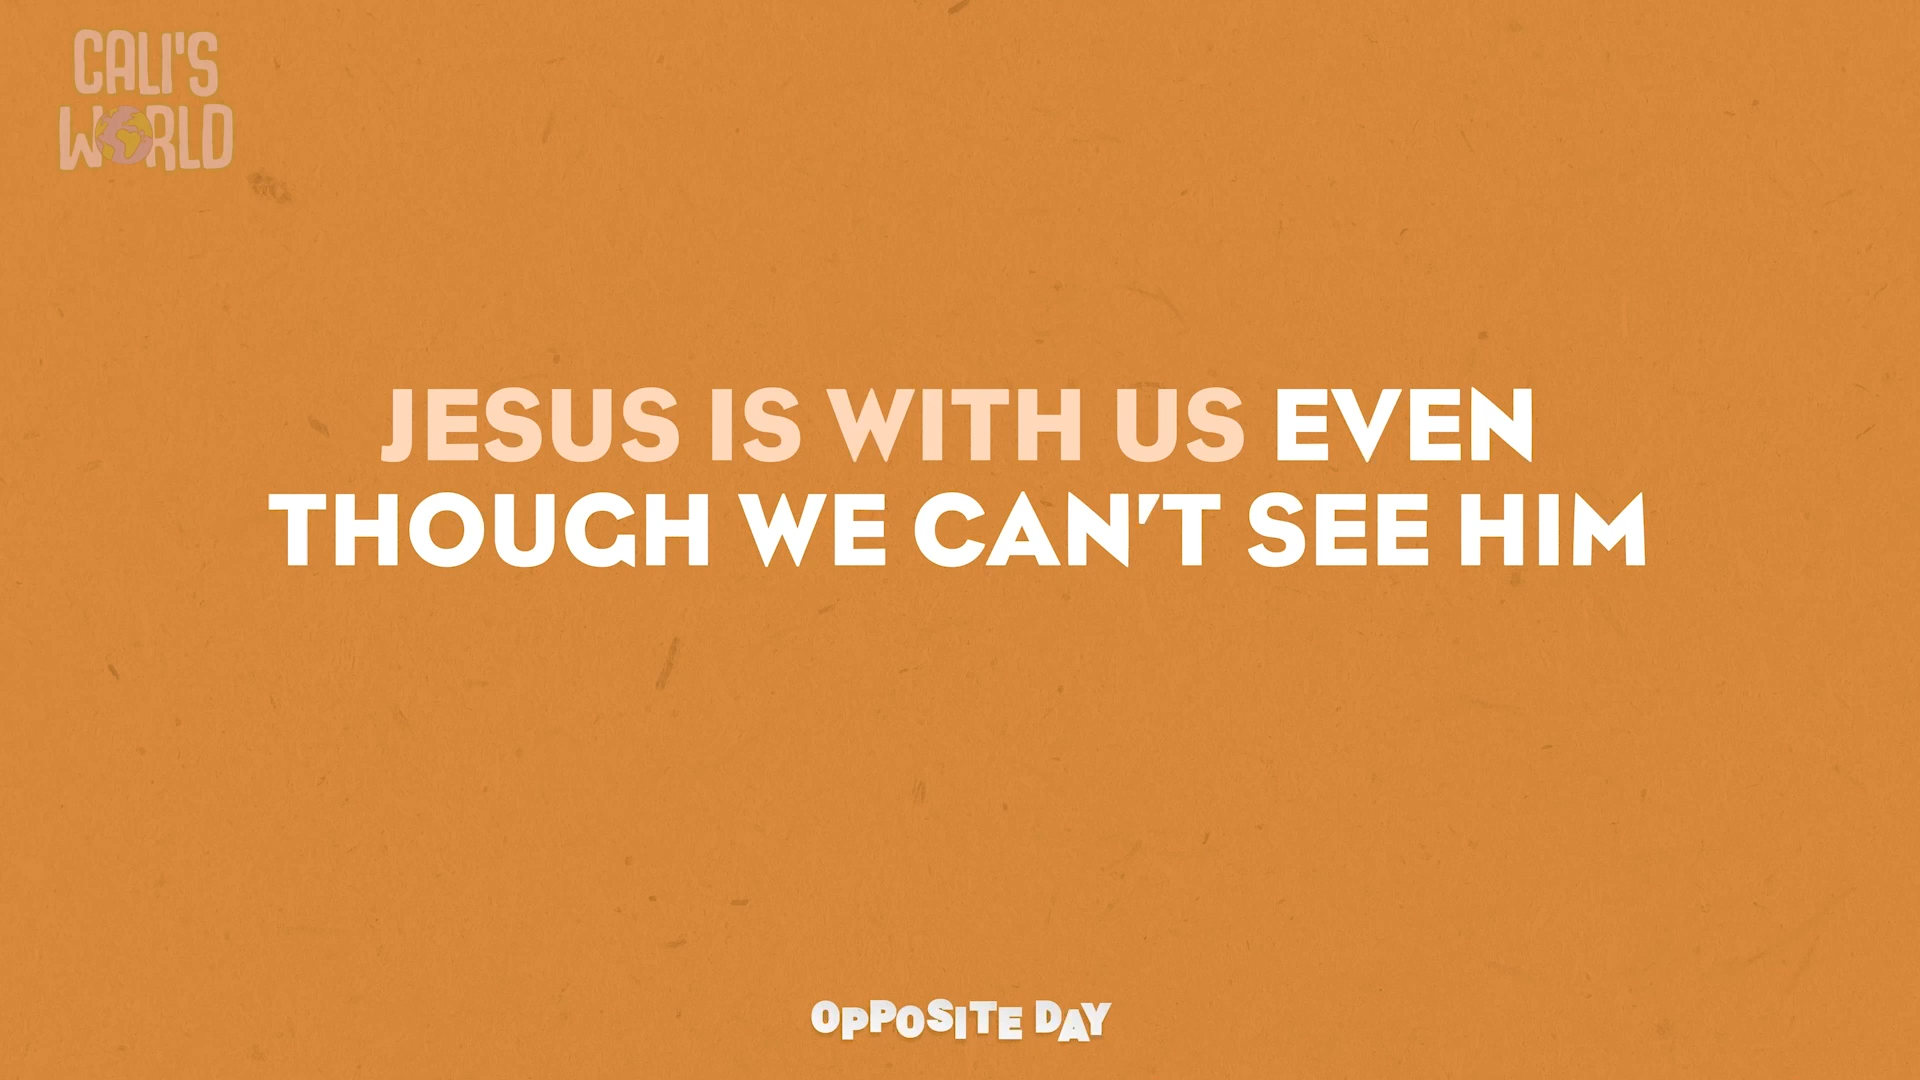 CALI'S
WORLD
JESUS IS WITH US EVEN
THOUGH WE CAN'T SEE HIM
OPPOSITE DAY